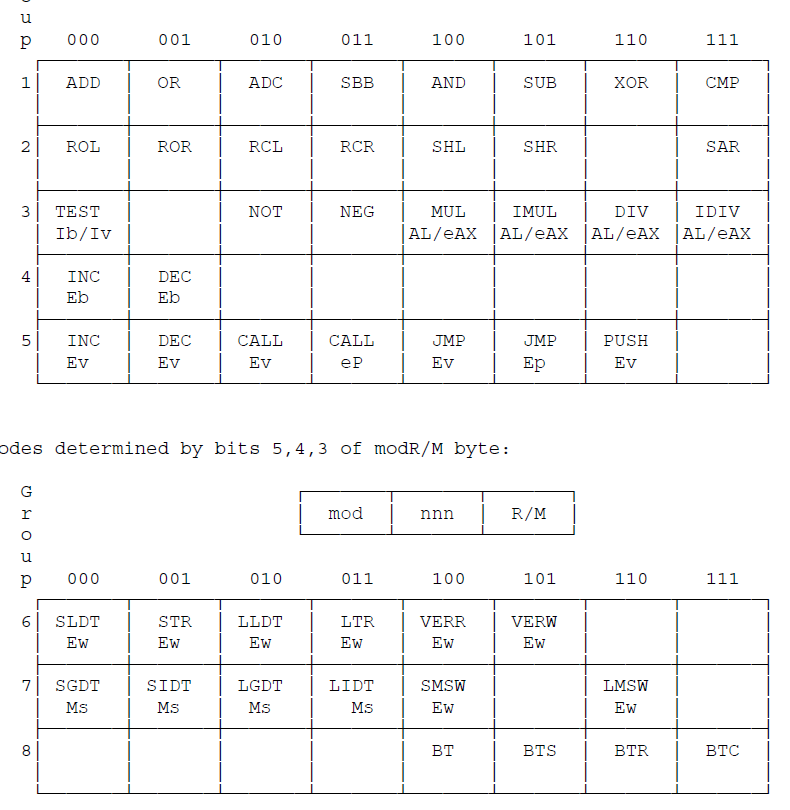 u
p 000 001 010 011 100 101 110 111
1 ADD OR ADC SBB AND SUB XOR CMP
2 ROL ROR RCL RCR SHL SHR SAR
3 TEST NOT NEG MUL IMUL DIV IDIV
Ib/Iv AL/eAX AL/eAX AL/eAX AL/eAX
4 INC DEC
Eb Eb
5 INC DEC CALL CALL JMP JMP PUSH
Ev Ev Ev eP Ev Ep Ev
odes determined by bits 5,4,3 of modR/M byte:
G
r mod nnn R/M
o
u
p 000 001 010 011 100 101 110 111
6 SLDT STR LLDT LTR VERR VERW
Ew Ew Ew Ew Ew Ew
7 SGDT SIDT LGDT LIDT SMSW LMSW
Ms Ms Ms Ms Ew Ew
8 BT BTS BTR BTC